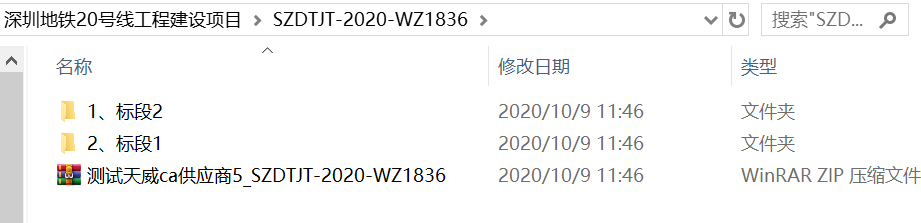 深圳地铁20号线工程建设项目 > SZDTJT-2020-WZ1836 >
搜索"SZD...
名称 修改日期 类型
1、标段2 2020/10/9 11:46 文件夹
2、标段1 2020/10/9 11:46 文件夹
测试天威ca供应商5_SZDTJT-2020-WZ1836 2020/10/9 11:46 WinRAR ZIP 压缩文件